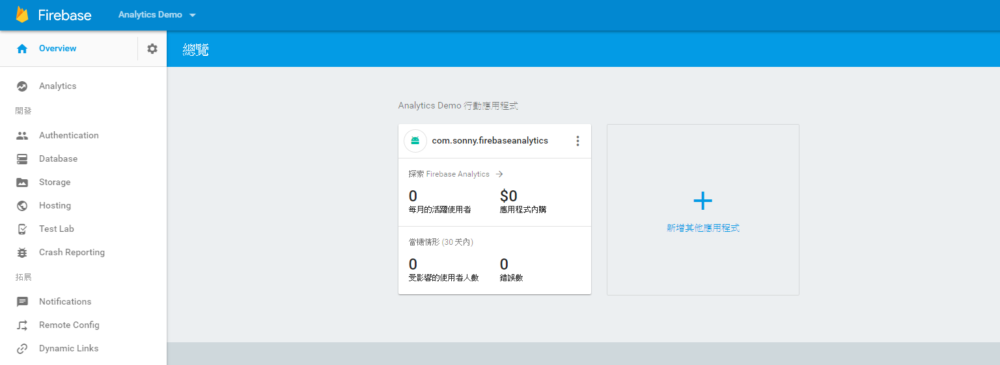 Firebase Analytics Demo
Overview
總覽
Analytics
開發
Authentication
Database
Storage
Hosting
Test Lab
Crash Reporting
拓展
Notifications
Remote Config
Dynamic Links
Analytics Demo 行動應用程式
com.sonny.firebaseanalytics
探索 Firebase Analytics
0 $0
每月的活躍使用者 應用程式內購
當機情形 (30 天內)
0 0
受影響的使用者人數 錯誤數
新增其他應用程式